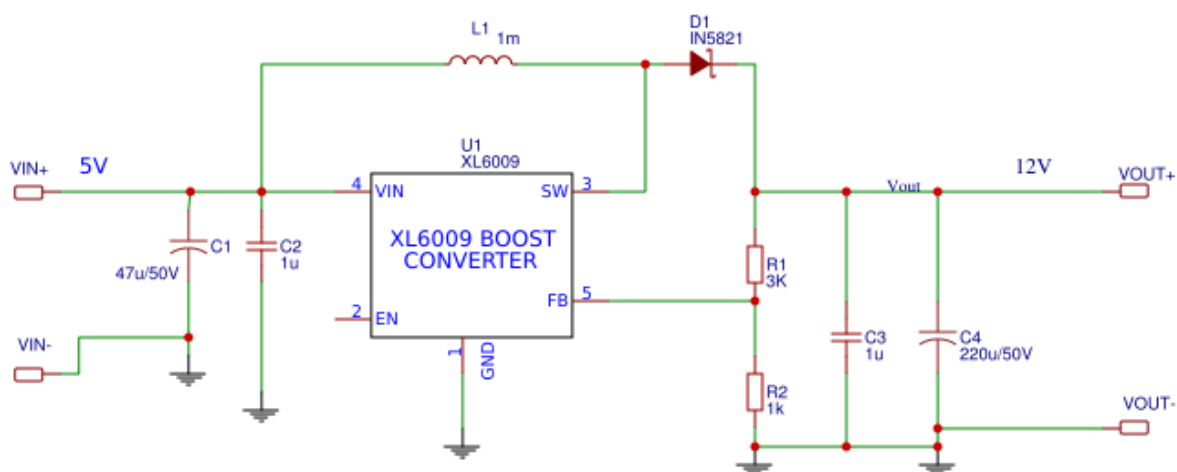 L1
1m
D1
IN5821
U1
XL6009
VIN+
5V
4
VIN
SW
3
12V
Vout
VOUT+
XL6009 BOOST
CONVERTER
C1
47u/50V
C2
1u
R1
3K
FB
5
2
EN
VIN-
1
GND
C3
1u
C4
220u/50V
R2
1k
VOUT-